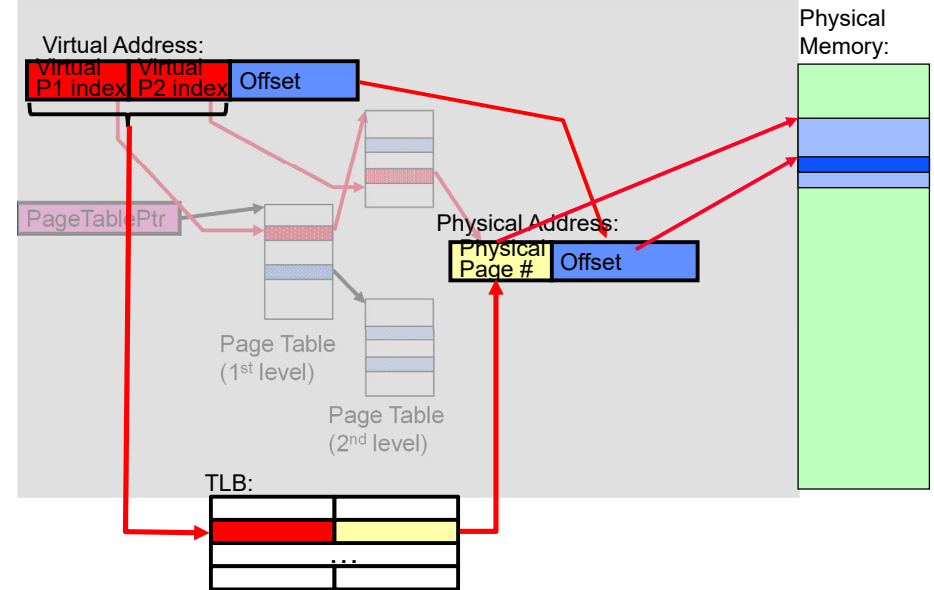 Physical
Memory:
Virtual Address:
Virtual
P1 index
Virtual
P2 index
Offset
PageTablePtr
Physical Address:
Physical
Page #
Offset
Page Table
(1st level)
Page Table
(2nd level)
TLB:
...